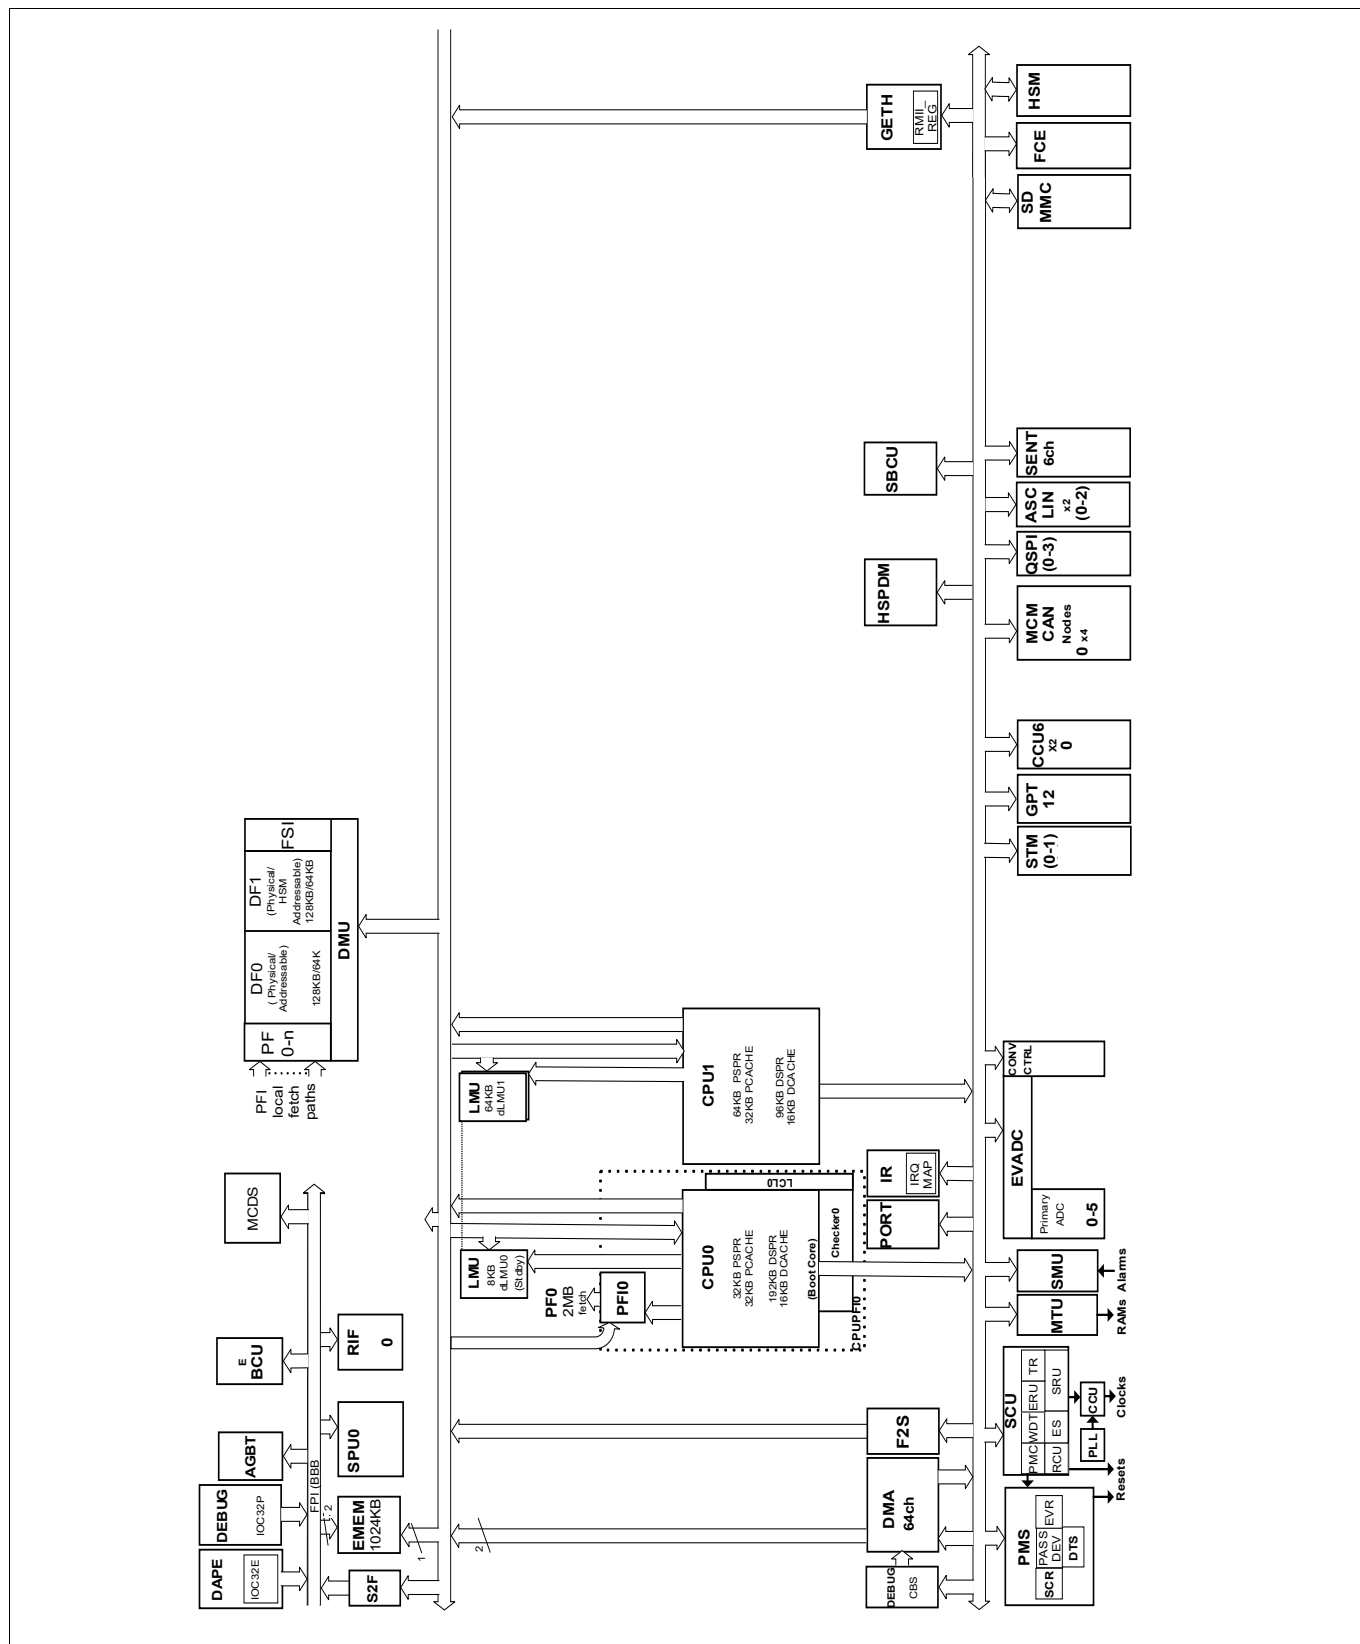 DAPE
IOC32E
DEBUG
IOC32P
AGBT
E
BCU
MCDS
FPI (BBB
S2F
EMEM
1024KB
2
1
SPU0
RIF
0
PFI
local
fetch
paths
PF
0-n
DF0
( Physical/
Addressable)
128KB/64K
DF1
(Physical/
HSM
Addressable)
128KB/64KB
FSI
DMU
LMU
8KB
dLMU0
(Stdby)
LMU
64KB
dLMU1
PF0
2MB
fetch
PFI0
CPU0
32KB PSPR
32KB PCACHE
192KB DSPR
16KB DCACHE
(Boot Core)
Checker0
LCL0
CPUPFI0
CPU1
64KB PSPR
32KB PCACHE
96KB DSPR
16KB DCACHE
2
DEBUG
CBS
DMA
64ch
F2S
PORT
IR
IRQ
MAP
HSPDM
SBCU
GETH
RMII_
REG
PMS
SCR
PASS
DEV
EVR
DTS
Resets
SCU
PMC
WDT
ERU
TR
RCU
ES
SRU
PLL
CCU
Clocks
MTU
RAMs
SMU
Alarms
EVADC
Primary
ADC
0-5
CONV
CTRL
STM
(0-1)
GPT
12
CCU6
X2
0
MCM
CAN
Nodes
0 x4
QSPI
(0-3)
ASC
LIN
x2
(0-2)
SENT
6ch
SD
MMC
FCE
HSM